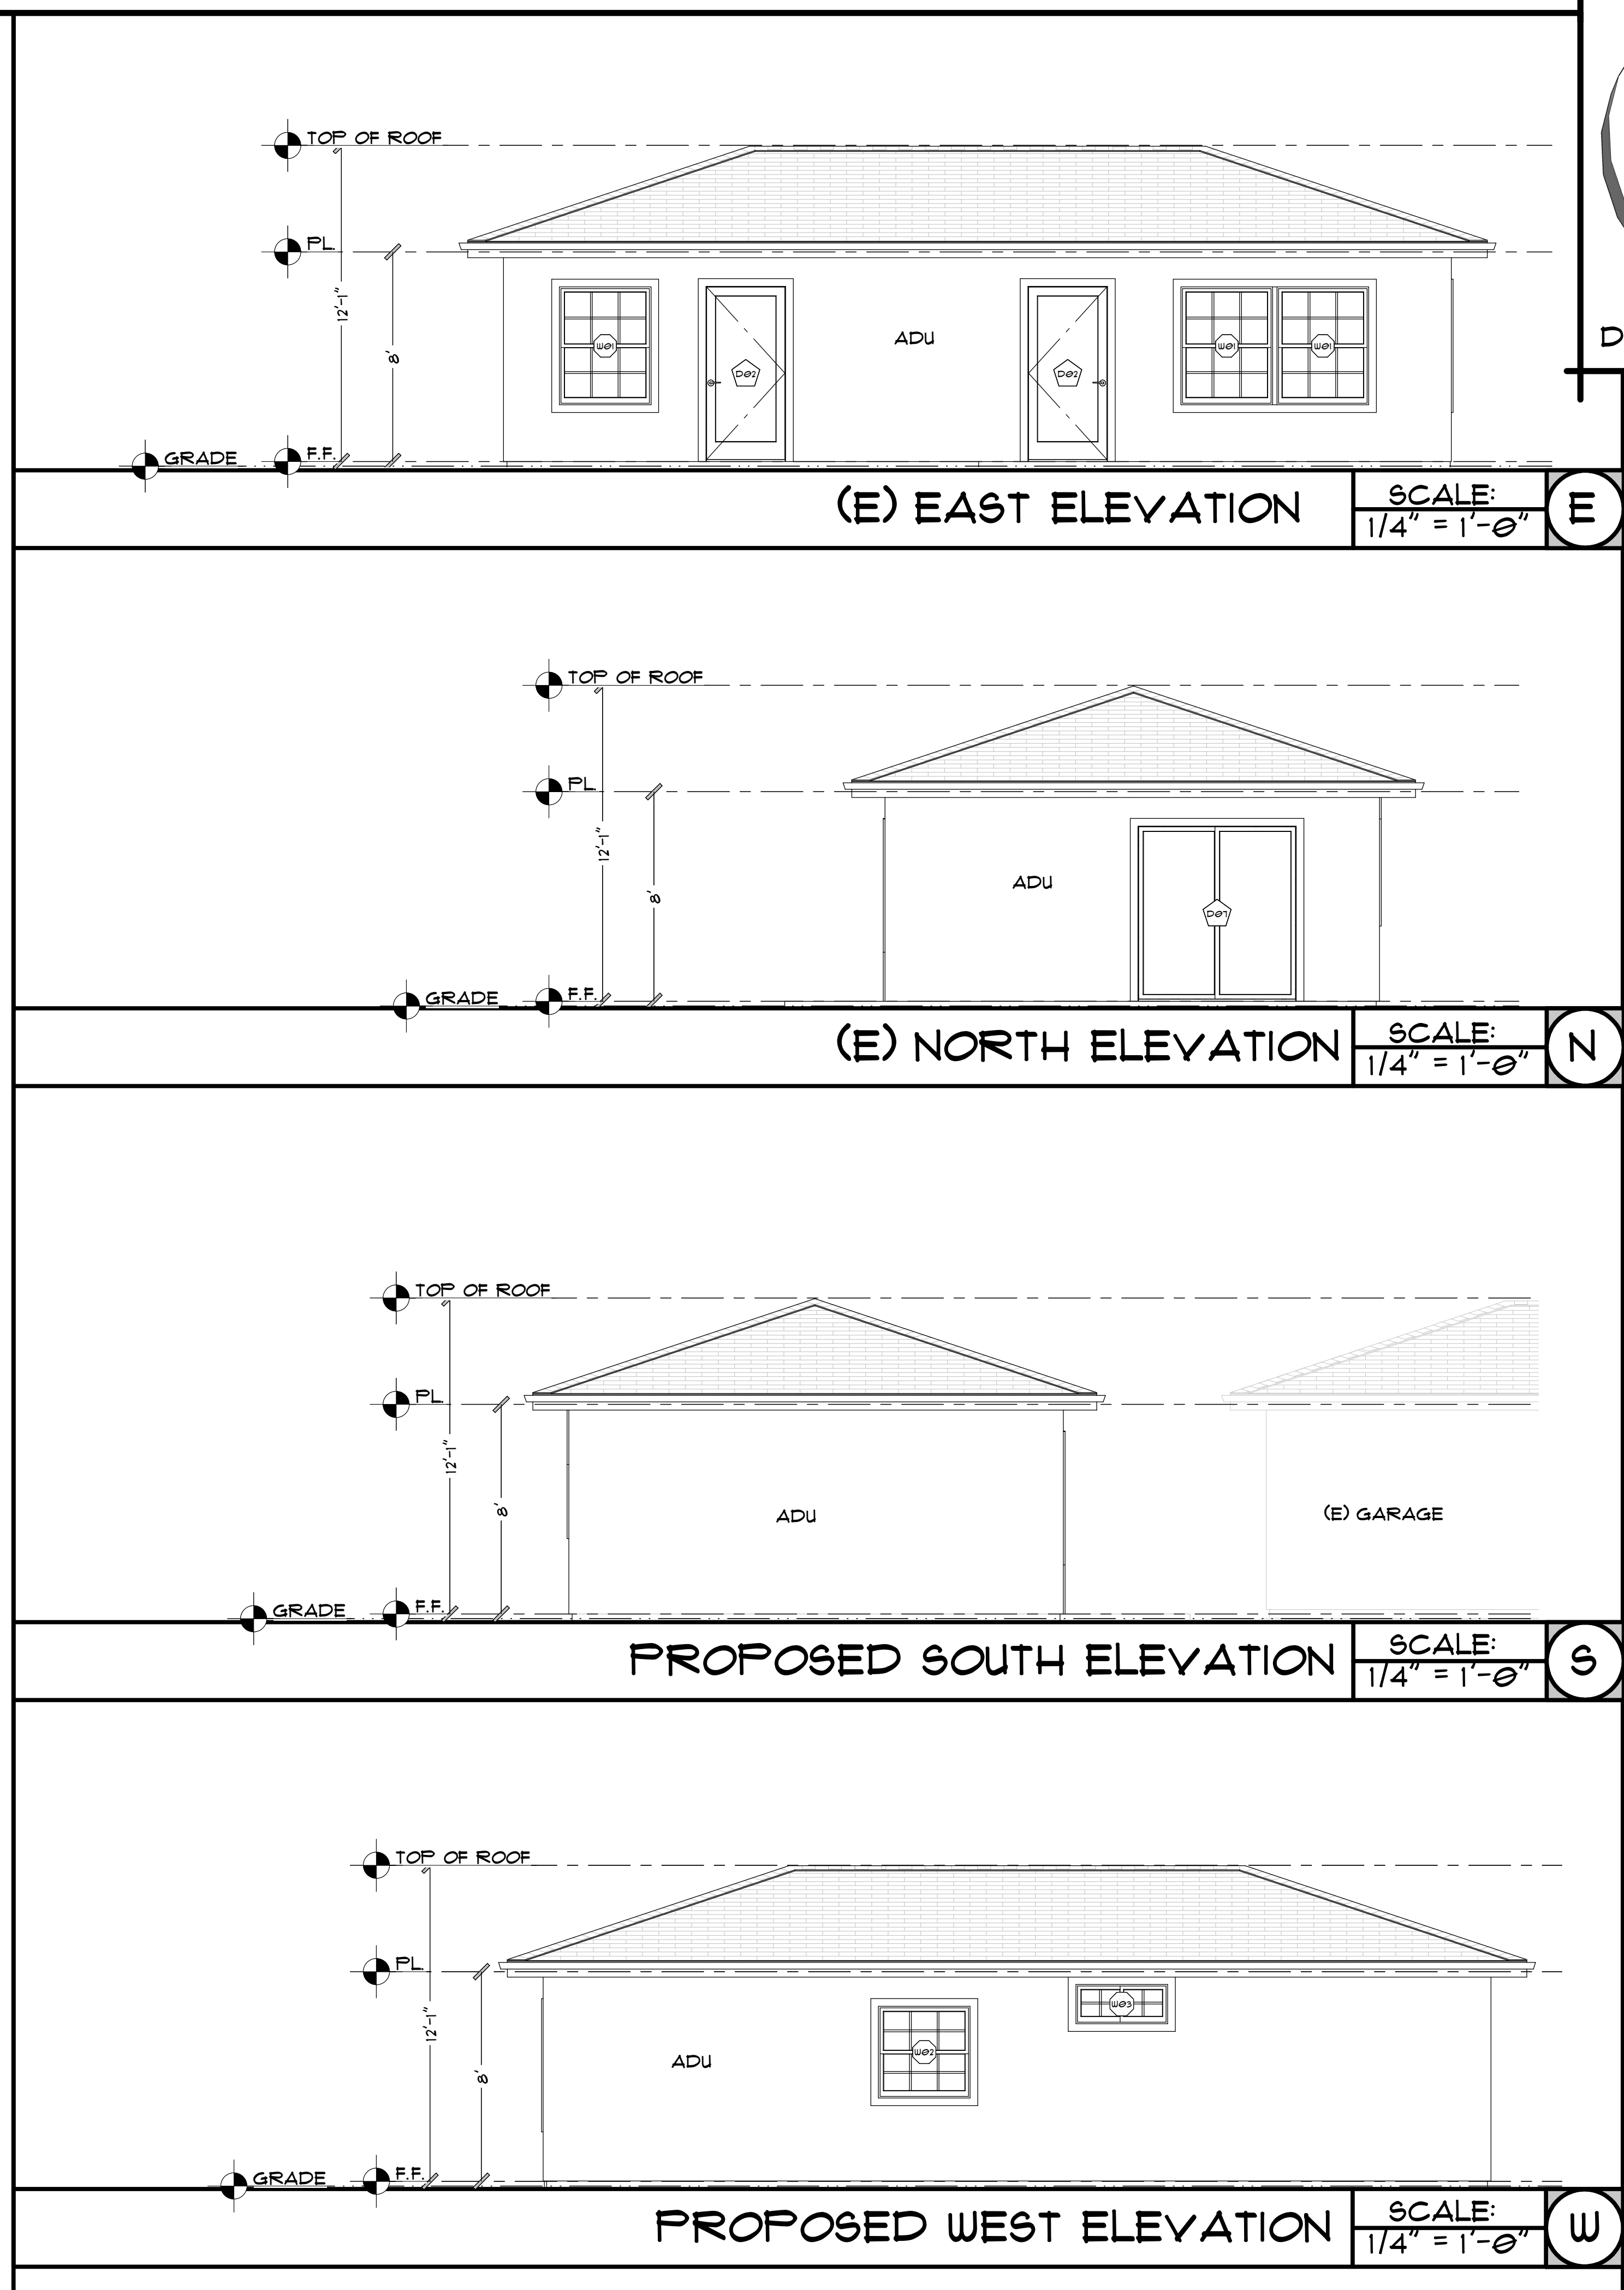 TOP OF ROOF
PL.
12'-1"
8'
ADU
W01
D02
D02
W01
W01
GRADE
F.F.
D
(E) EAST ELEVATION
SCALE:
1/4" = 1'-0"
E
TOP OF ROOF
PL.
12'-1"
8'
ADU
D07
GRADE
F.F.
(E) NORTH ELEVATION
SCALE:
1/4" = 1'-0"
N
TOP OF ROOF
PL.
12'-1"
8'
ADU
(E) GARAGE
GRADE
F.F.
PROPOSED SOUTH ELEVATION
SCALE:
1/4" = 1'-0"
S
TOP OF ROOF
PL.
12'-1"
8'
ADU
W02
W03
GRADE
F.F.
PROPOSED WEST ELEVATION
SCALE:
1/4" = 1'-0"
W